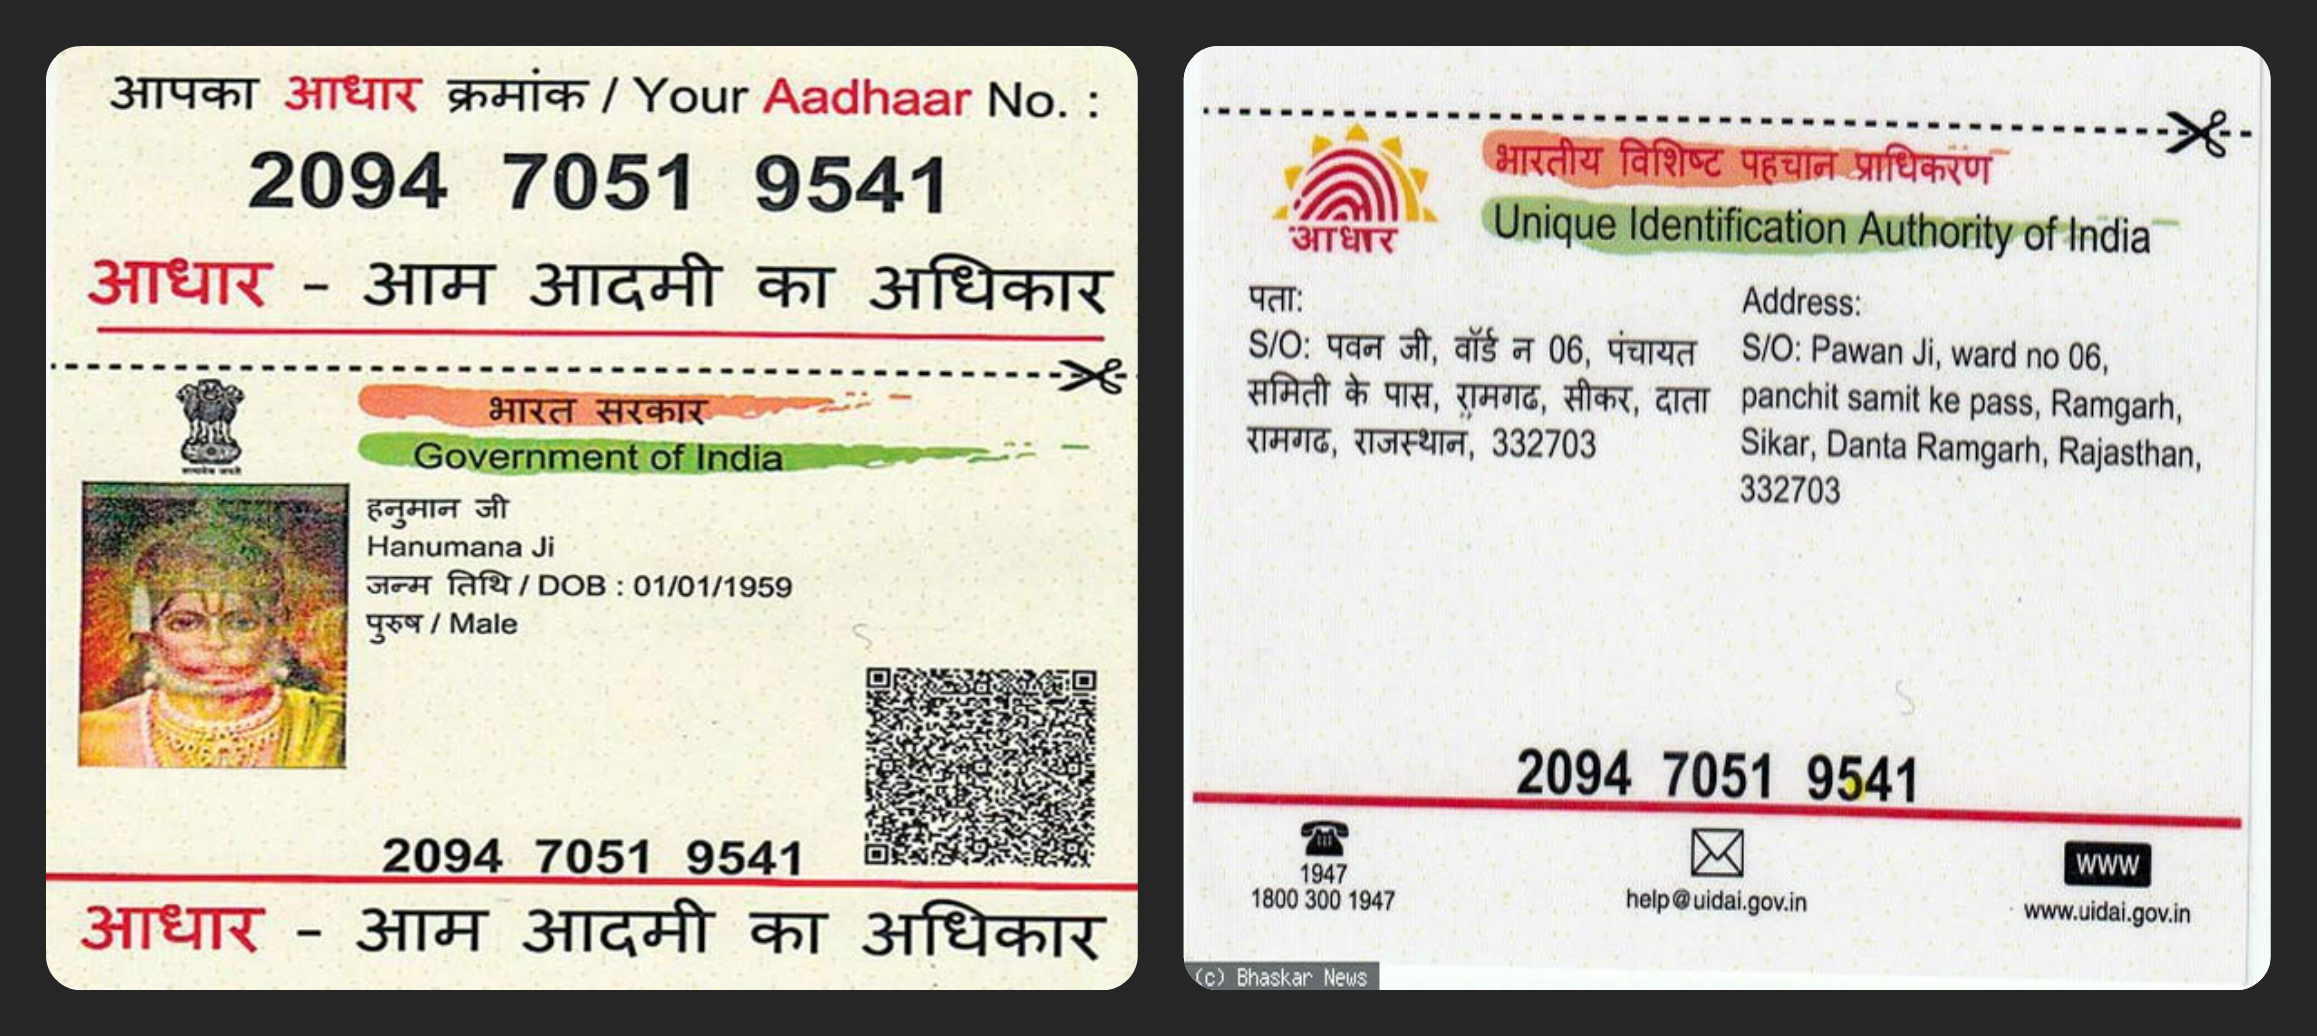 आपका आधार क्रमांक / Your Aadhaar No. :
2094 7051 9541
आधार - आम आदमी का अधिकार
भारत सरकार
Government of India
हनुमान जी
Hanumana Ji
जन्म तिथि / DOB : 01/01/1959
पुरुष / Male
2094 7051 9541
आधार - आम आदमी का अधिकार
भारतीय विशिष्ट पहचान प्राधिकरण
आधार
Unique Identification Authority of India
पता:
S/O: पवन जी, वॉर्ड न 06, पंचायत
समिती के पास, रामगढ, सीकर, दाता
रामगढ, राजस्थान, 332703
Address:
S/O: Pawan Ji, ward no 06,
panchit samit ke pass, Ramgarh,
Sikar, Danta Ramgarh, Rajasthan,
332703
2094 7051 9541
1947
1800 300 1947
help@uidai.gov.in
WWW
www.uidai.gov.in
(c) Bhaskar News